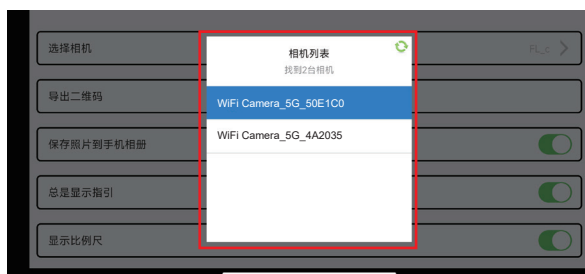 选择相机
FL_c
相机列表
找到2台相机
导出二维码
WiFi Camera_5G_50E1C0
WiFi Camera_5G_4A2035
保存照片到手机相册
总是显示指引
显示比例尺